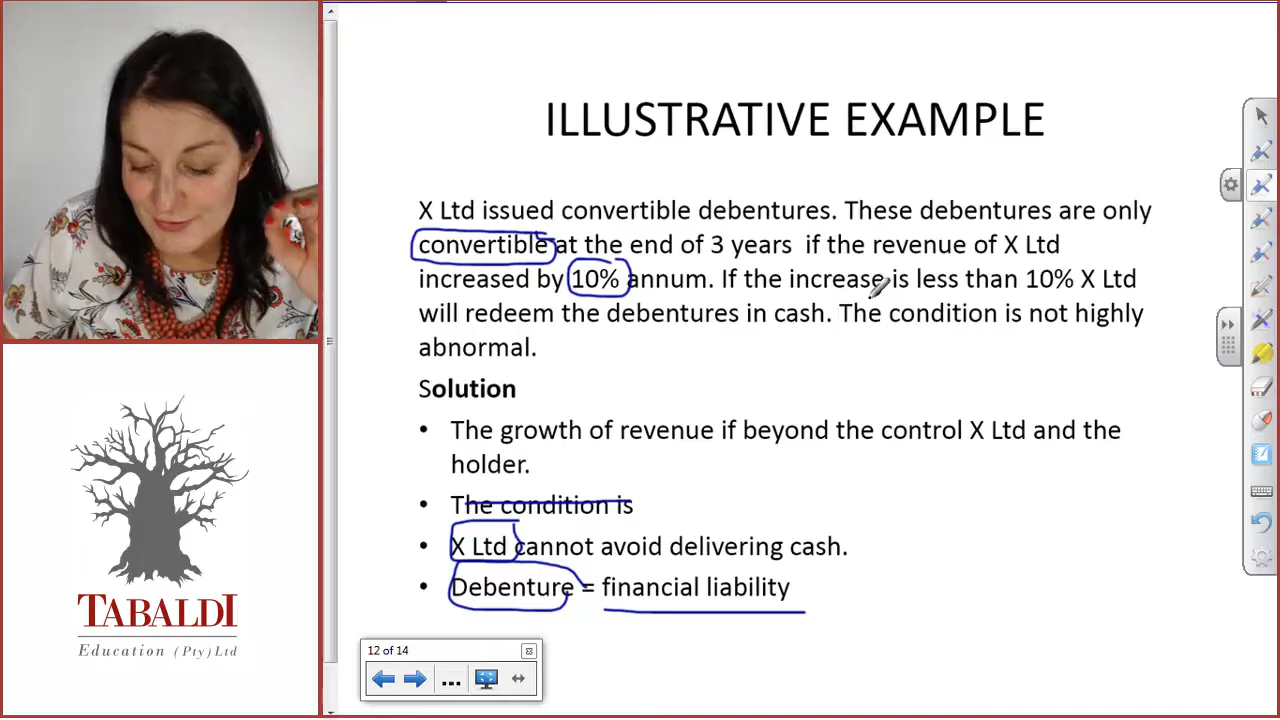 ILLUSTRATIVE EXAMPLE
X Ltd issued convertible debentures. These debentures are only
convertible at the end of 3 years if the revenue of X Ltd
increased by 10% annum. If the increase is less than 10% X Ltd
will redeem the debentures in cash. The condition is not highly
abnormal.
Solution
• The growth of revenue if beyond the control X Ltd and the
holder.
• The condition is
• X Ltd cannot avoid delivering cash.
• Debenture = financial liability
TABALDI
Education (Pty) Ltd
12 of 14
...